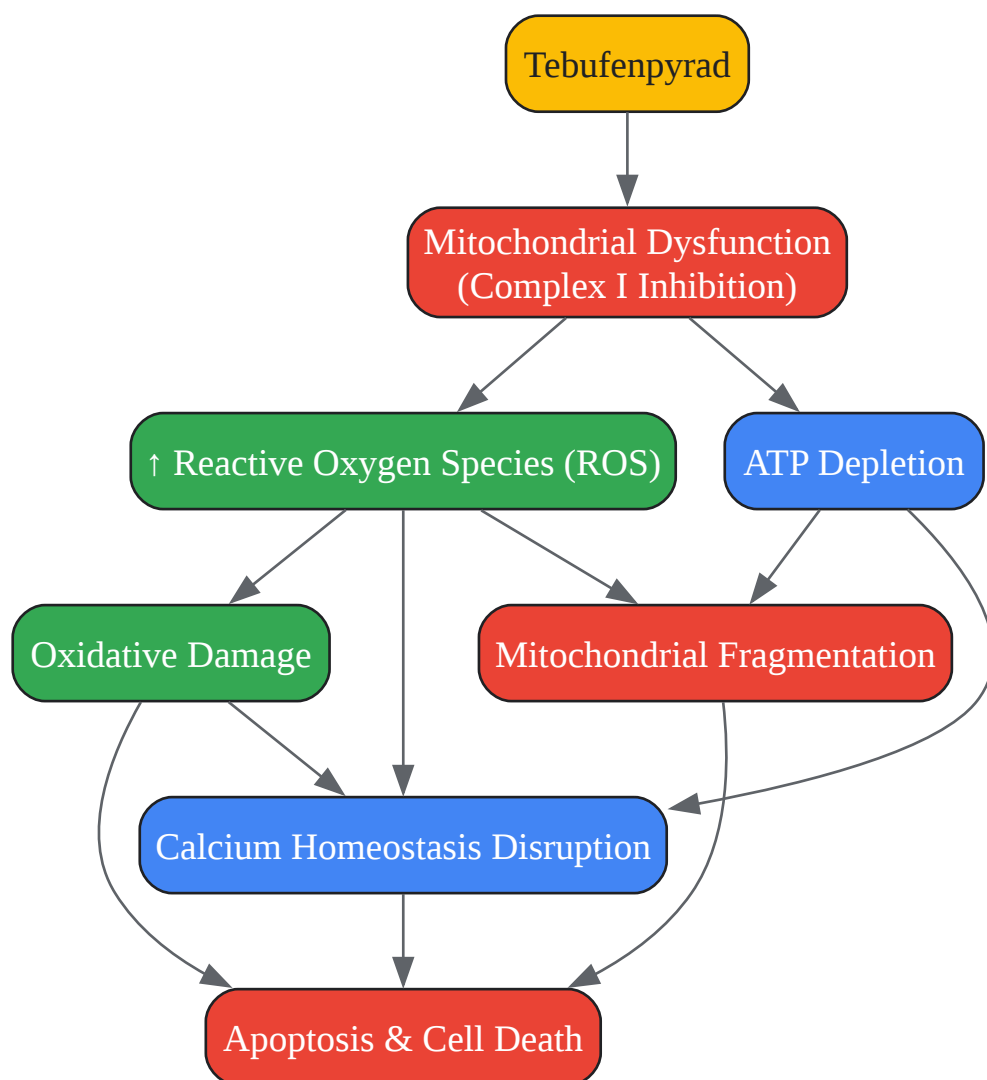 Tebufenpyrad
Mitochondrial Dysfunction
(Complex I Inhibition)
↑ Reactive Oxygen Species (ROS)
ATP Depletion
Oxidative Damage
Mitochondrial Fragmentation
Calcium Homeostasis Disruption
Apoptosis & Cell Death